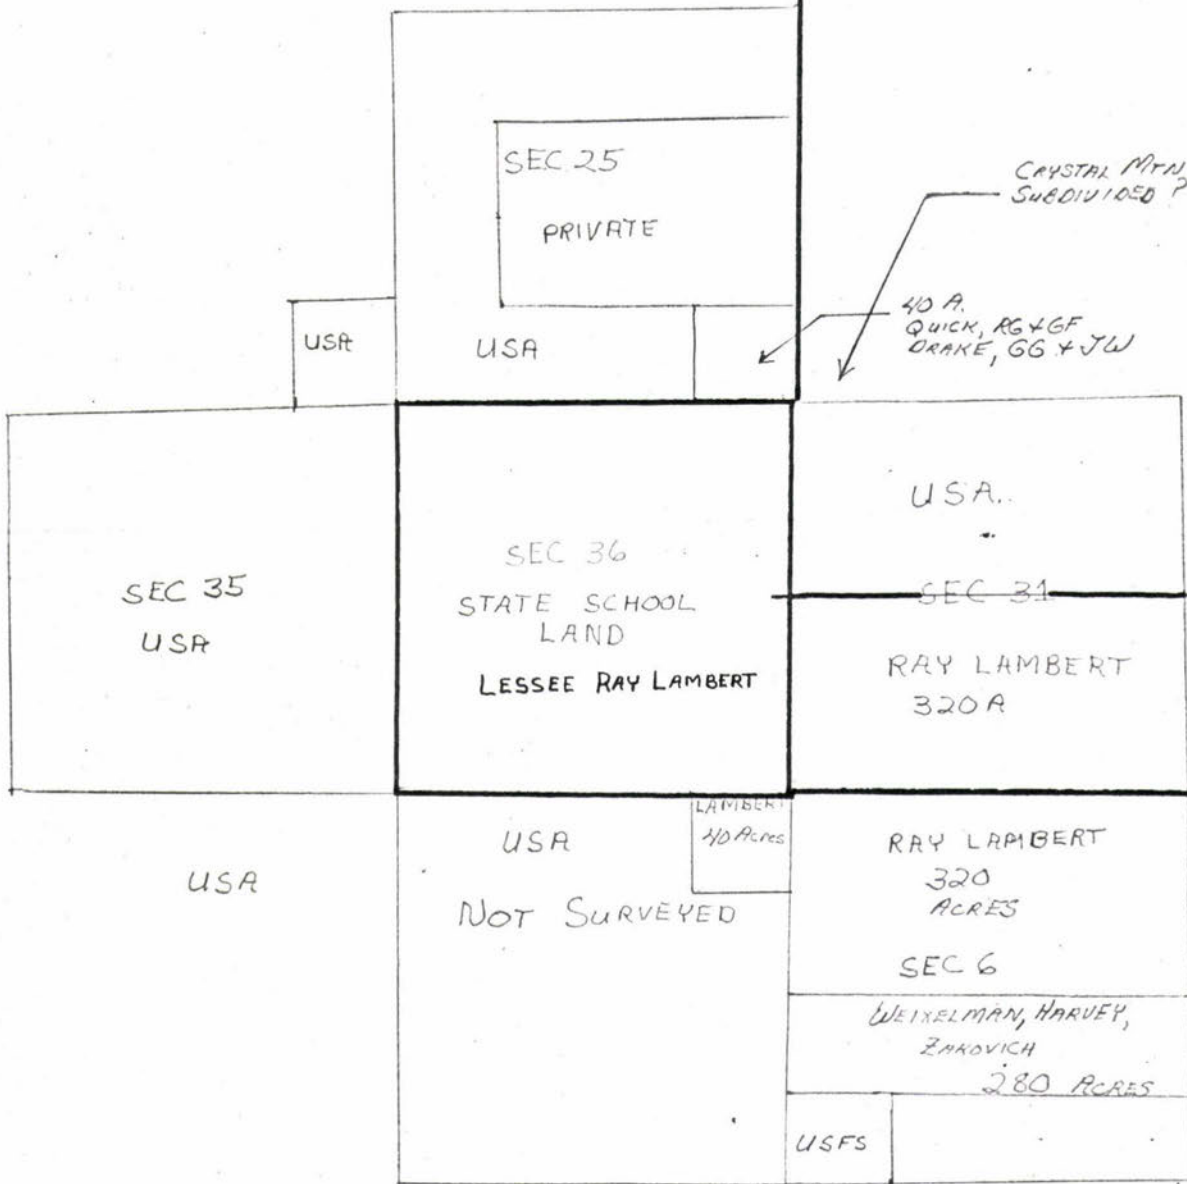 SEC. 25
PRIVATE
CRYSTAL MTN.
SUBDIVIDED ?
40 A.
QUICK, RG & GF
DRAKE, GG & JW
USA
USA
SEC 35
USA
SEC 36
STATE SCHOOL
LAND
LESSEE RAY LAMBERT
USA.
SEC 31
RAY LAMBERT
320 A
USA
USA
NOT SURVEYED
LAMBERT
40 Acres
RAY LAMBERT
320
ACRES
SEC 6
WEIXELMAN, HARVEY,
ZAKOVICH
280 ACRES
USFS